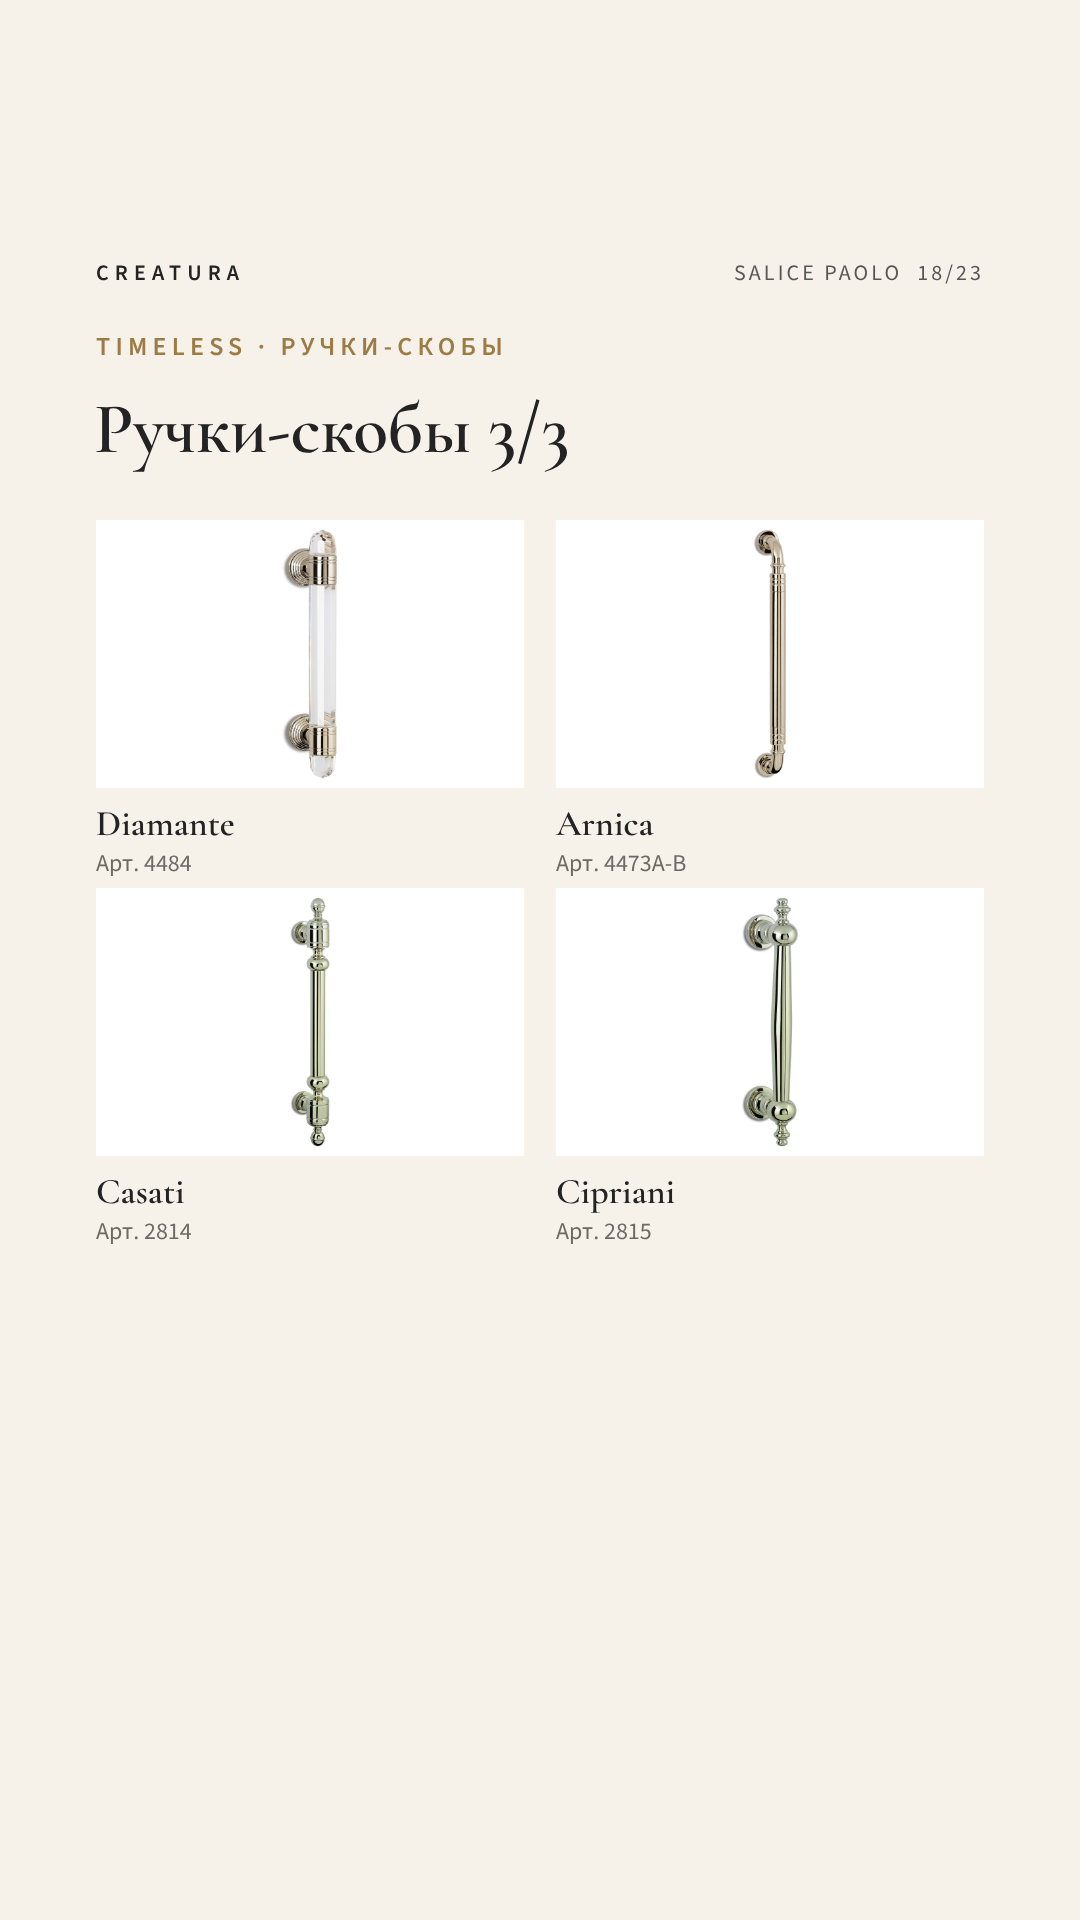 CREATURA
SALICE PAOLO 18/23
TIMELESS · РУЧКИ-СКОБЫ
Ручки-скобы 3/3
Diamante
Арт. 4484
Arnica
Арт. 4473A-B
Casati
Арт. 2814
Cipriani
Арт. 2815